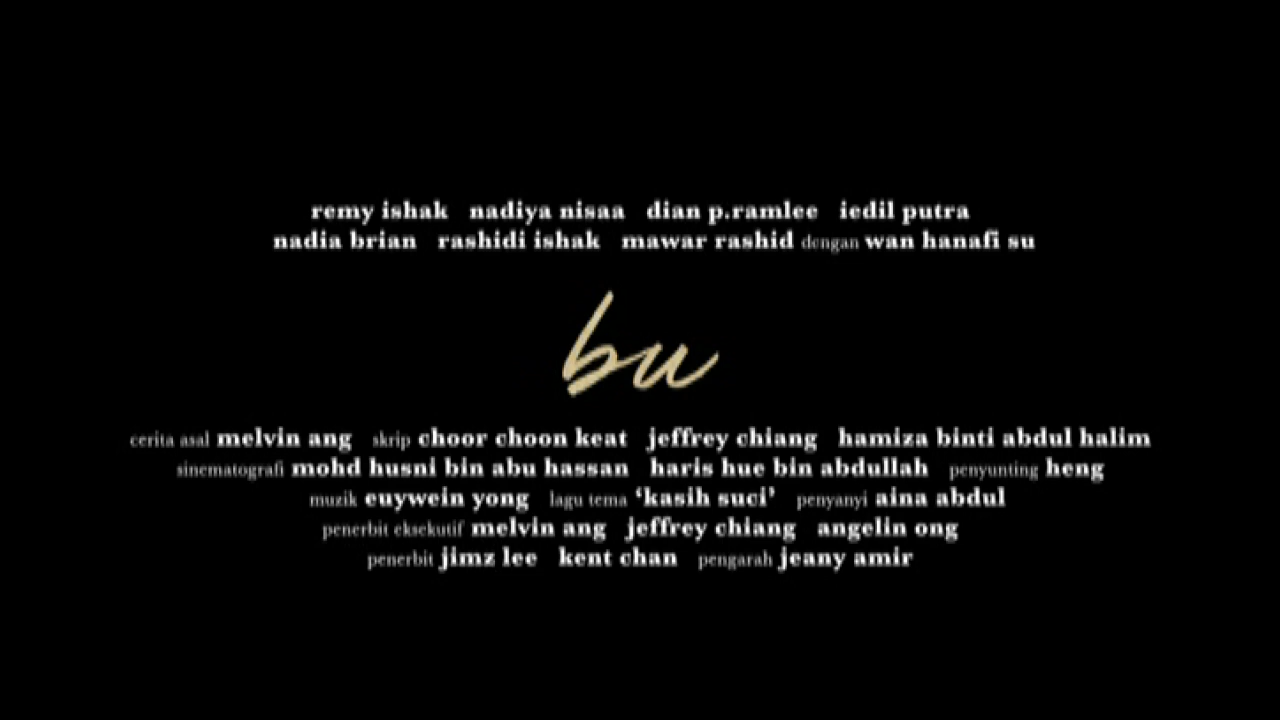 remy ishak nadiya nisaa dian p.ramlee iedil putra
nadia brian rashidi ishak mawar rashid dengan wan hanafi su
bu
cerita asal melvin ang skrip choor choon keat jeffrey chiang hamiza binti abdul halim
sinematografi mohd husni bin abu hassan haris hue bin abdullah penyunting heng
muzik euywein yong lagu tema ‘kasih suci’ penyanyi aina abdul
penerbit eksekutif melvin ang jeffrey chiang angelin ong
penerbit jimz lee kent chan pengarah jeany amir